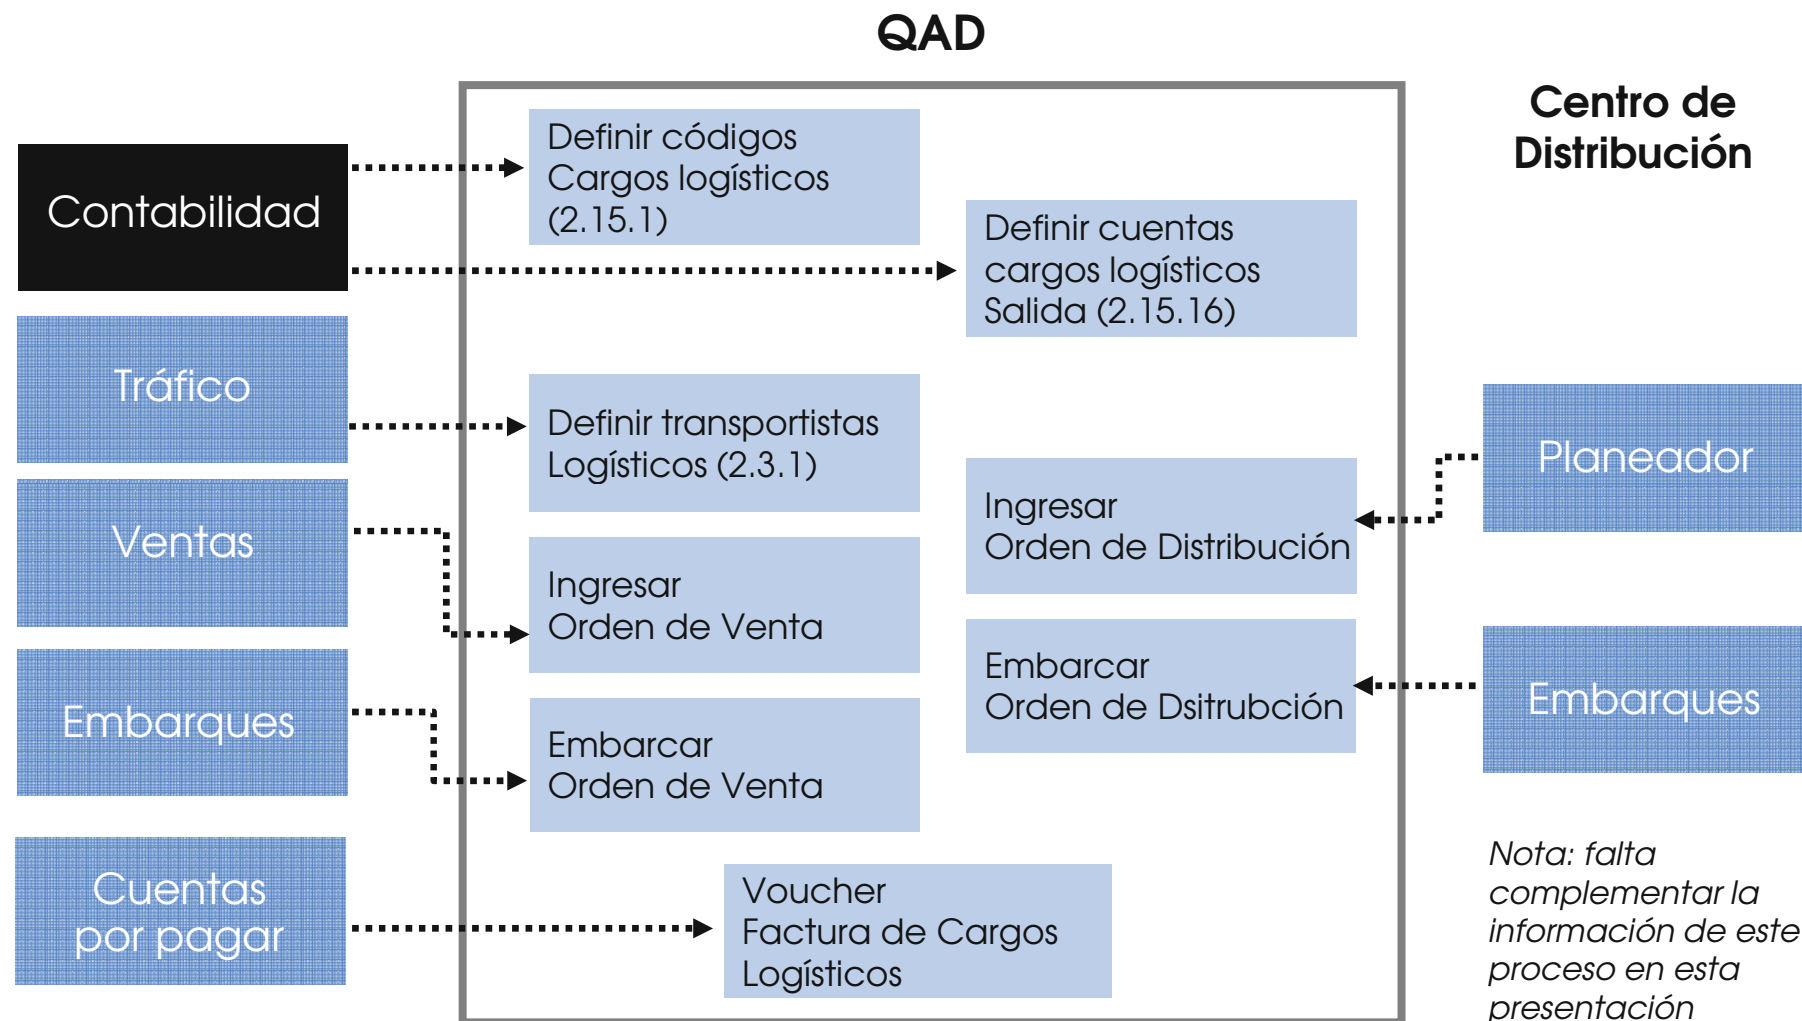 QAD
Centro de
Distribución
Contabilidad
Definir códigos
Cargos logísticos
(2.15.1)
Definir cuentas
cargos logísticos
Salida (2.15.16)
Tráfico
Definir transportistas
Logísticos (2.3.1)
Planeador
Ingresar
Orden de Distribución
Ventas
Ingresar
Orden de Venta
Embarques
Embarcar
Orden de Dsitrubción
Embarques
Embarcar
Orden de Venta
Cuentas
por pagar
Voucher
Factura de Cargos
Logísticos
Nota: falta
complementar la
información de este
proceso en esta
presentación